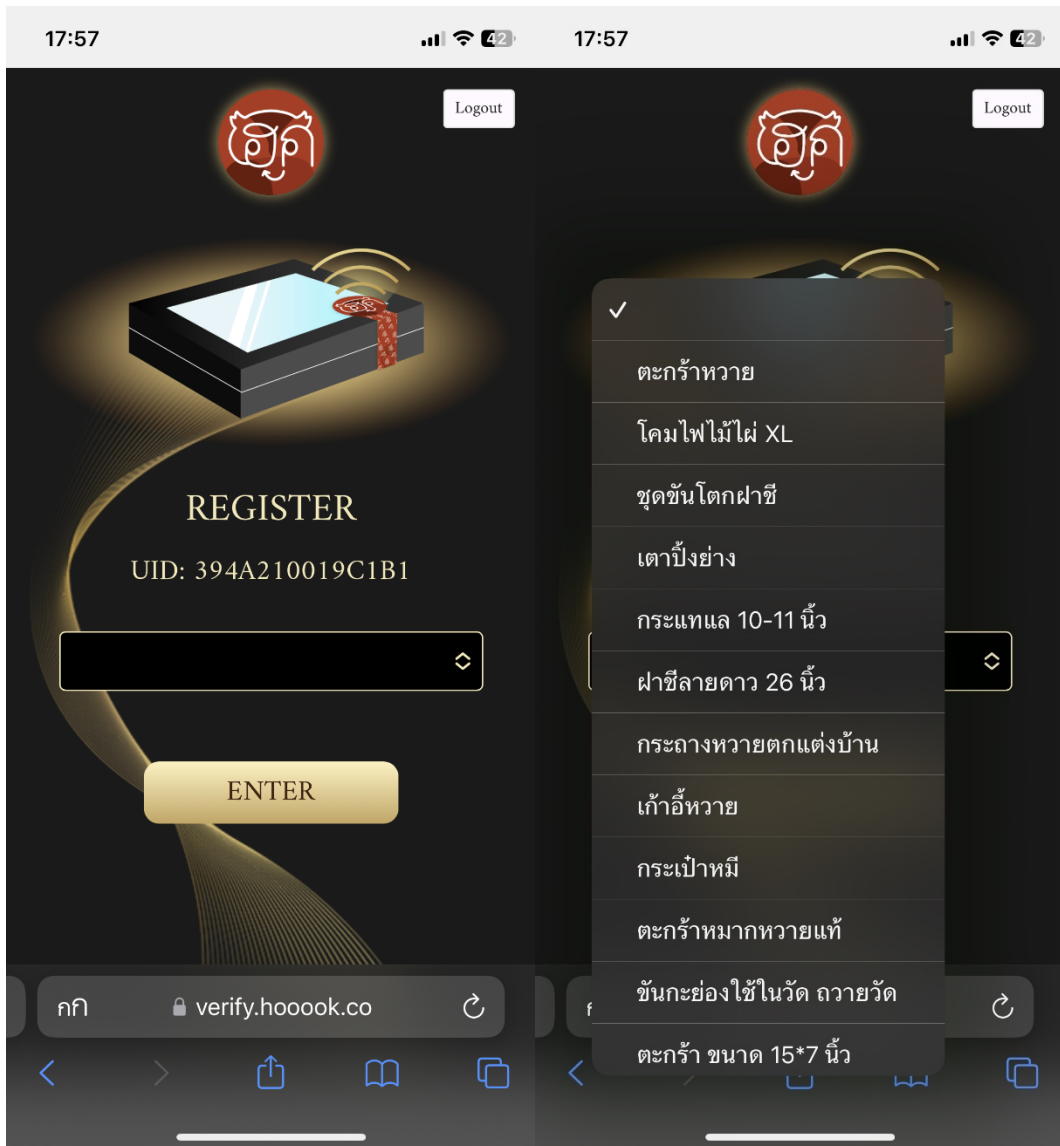 17:57
42
Logout
REGISTER
UID: 394A210019C1B1
ENTER
กก
verify.hooook.co
17:57
42
Logout
ตะกร้าหวาย
โคมไฟไม้ไผ่ XL
ชุดขันโตกฝาชี
เตาปิ้งย่าง
กระแทแล 10-11 นิ้ว
ฝาชีลายดาว 26 นิ้ว
กระถางหวายตกแต่งบ้าน
เก้าอี้หวาย
กระเป๋าหมี
ตะกร้าหมากหวายแท้
ขันกะย่องใช้ในวัด ถวายวัด
ตะกร้า ขนาด 15*7 นิ้ว